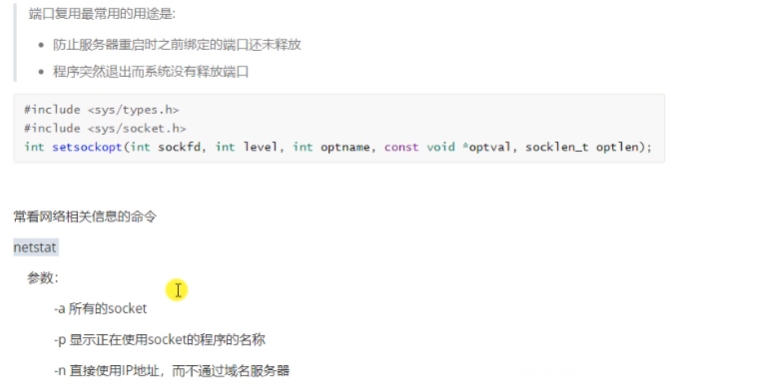 端口复用最常用的用途是:
防止服务器重启时之前绑定的端口还未释放
程序突然退出而系统没有释放端口
#include <sys/types.h>
#include <sys/socket.h>
int setsockopt(int sockfd, int level, int optname, const void *optval, socklen_t optlen);
常看网络相关信息的命令
netstat
参数：
-a 所有的socket
-p 显示正在使用socket的程序的名称
-n 直接使用IP地址，而不通过域名服务器